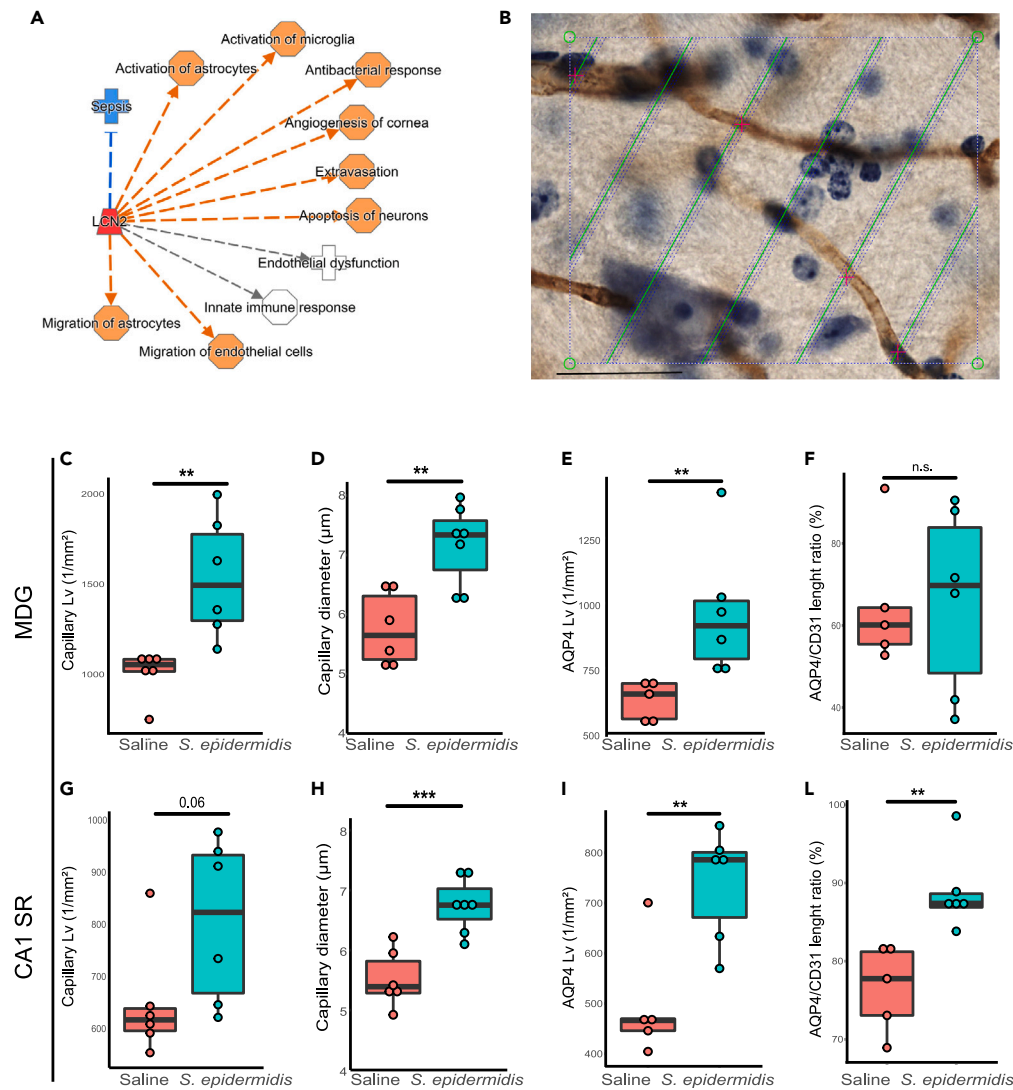 A
Activation of microglia
Activation of astrocytes
Antibacterial response
Sepsis
Angiogenesis of cornea
Extravasation
LCN2
Apoptosis of neurons
Endothelial dysfunction
Innate immune response
Migration of astrocytes
Migration of endothelial cells
B
MDG
C
**
Capillary Lv (1/mm²)
2000
1500
1000
Saline S. epidermidis
D
**
Capillary diameter (µm)
8
7
6
5
4
Saline S. epidermidis
E
**
AQP4 Lv (1/mm²)
1250
1000
750
500
Saline S. epidermidis
F
n.s.
AQP4/CD31 lenght ratio (%)
80
60
40
Saline S. epidermidis
CA1 SR
G
0.06
Capillary Lv (1/mm²)
1000
900
800
700
600
Saline S. epidermidis
H
***
Capillary diameter (µm)
8
7
6
5
4
Saline S. epidermidis
I
**
AQP4 Lv (1/mm²)
800
700
600
500
400
Saline S. epidermidis
L
**
AQP4/CD31 lenght ratio (%)
100
90
80
70
Saline S. epidermidis